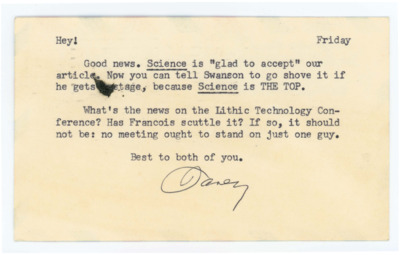 Hey! Friday
Good news. Science is "glad to accept" our
article. Now you can tell Swanson to go shove it if
he gets because Science is THE TOP.
What's the news on the Lithic Technology Con-
ference? Has Francois scuttle it? If so, it should
not be: no meeting ought to stand on just one guy.
Best to both of you.